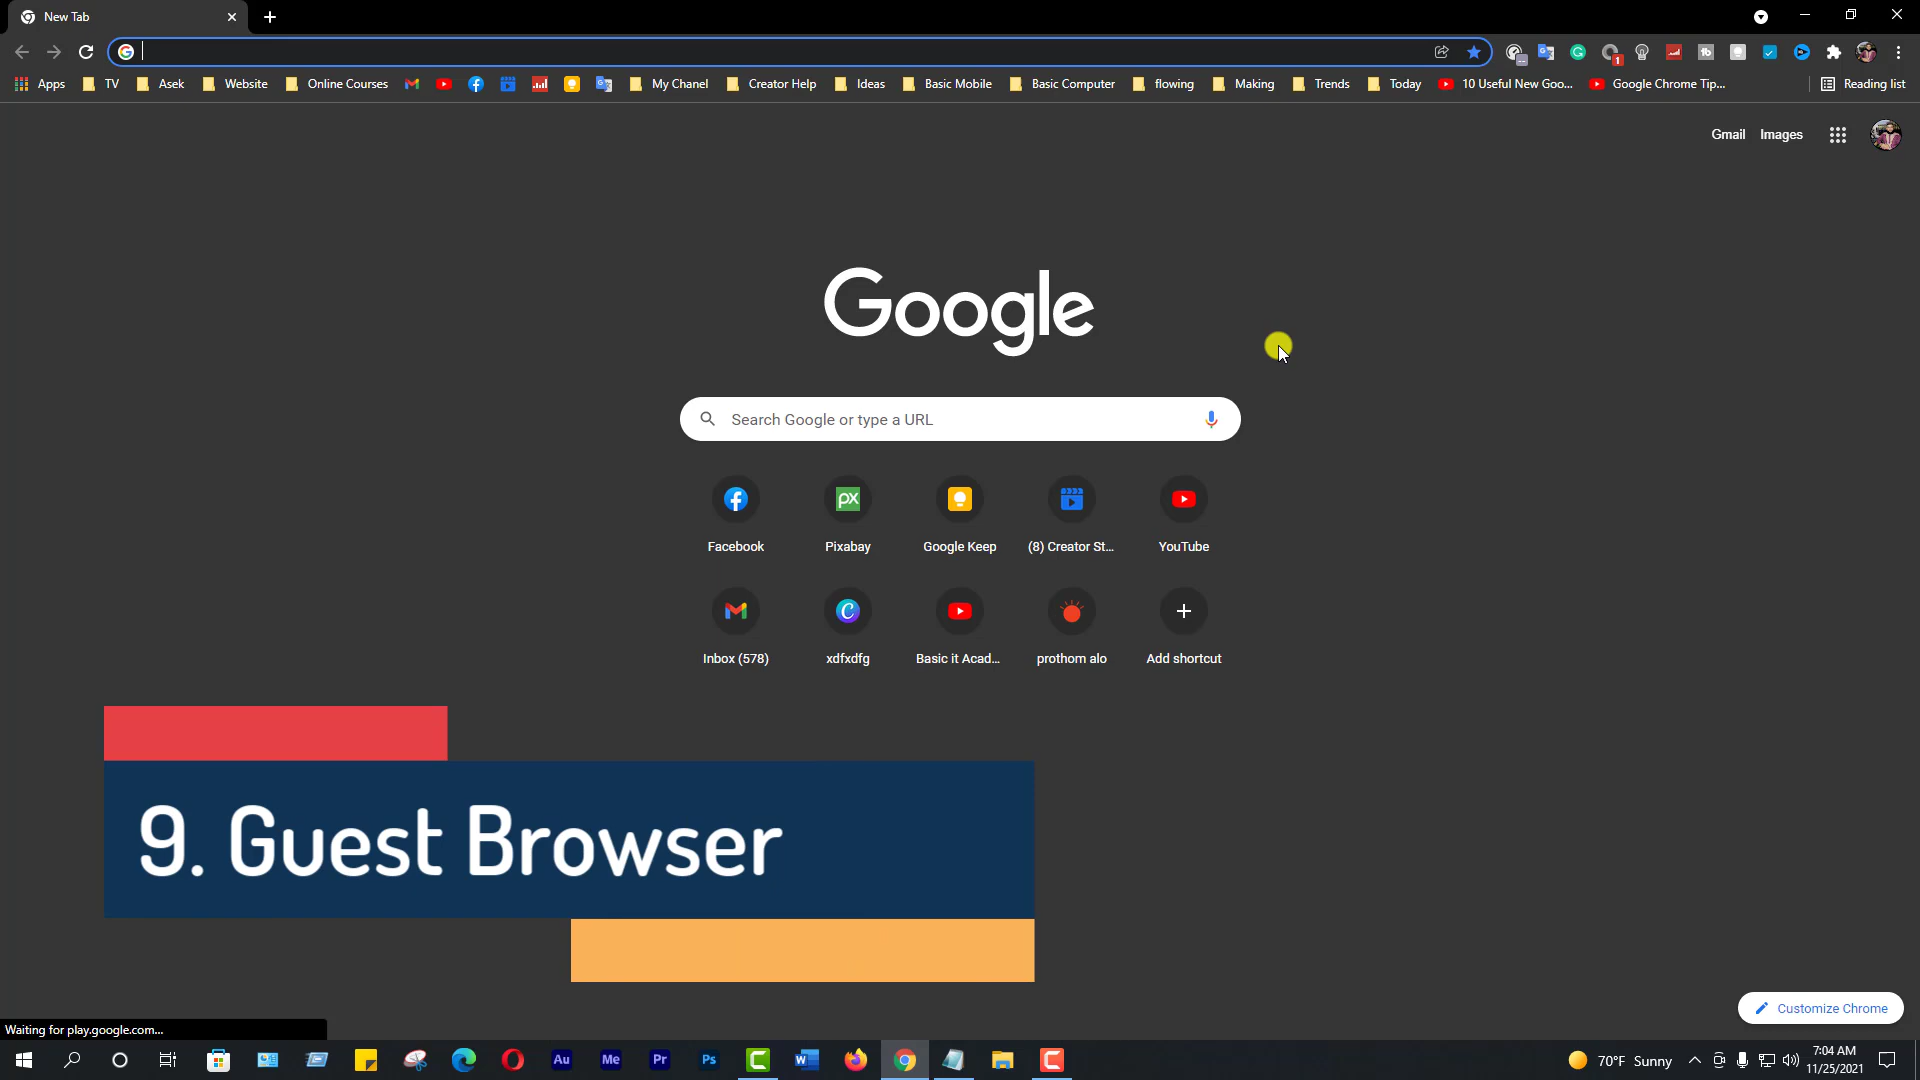 New Tab
Apps TV Asek Website Online Courses My Chanel Creator Help Ideas Basic Mobile Basic Computer flowing Making Trends Today 10 Useful New Goo... Google Chrome Tip... Reading list
Gmail Images
Google
Search Google or type a URL
Facebook Pixabay Google Keep (8) Creator St... YouTube
Inbox (578) xdfxdfg Basic it Acad... prothom alo Add shortcut
9. Guest Browser
Customize Chrome
Waiting for play.google.com...
70°F Sunny
7:04 AM
11/25/2021